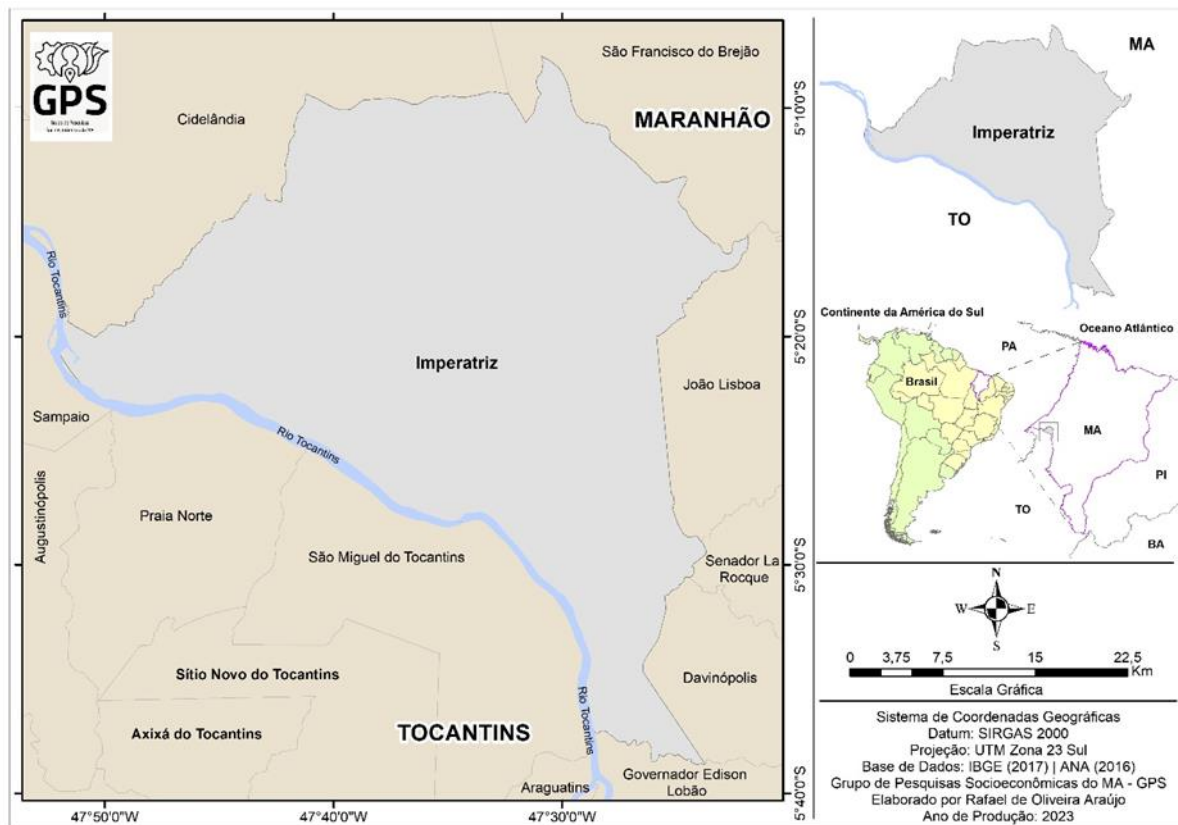 GPS
São Francisco do Brejão
MARANHÃO
Cidelândia
Rio Tocantins
Imperatriz
João Lisboa
Sampaio
Rio Tocantins
Augustinópolis
Praia Norte
São Miguel do Tocantins
Senador La
Rocque
Sítio Novo do Tocantins
Davinópolis
Rio Tocantins
Axixá do Tocantins
TOCANTINS
Governador Edison
Lobão
Araguatins
47°50'0"W
47°40'0"W
47°30'0"W
5°10'0"S
5°20'0"S
5°30'0"S
5°40'0"S
MA
Imperatriz
TO
Continente da América do Sul
Oceano Atlântico
PA
Brasil
MA
PI
TO
BA
N
W
E
S
0 3,75 7,5 15 22,5
Km
Escala Gráfica
Sistema de Coordenadas Geográficas
Datum: SIRGAS 2000
Projeção: UTM Zona 23 Sul
Base de Dados: IBGE (2017) | ANA (2016)
Grupo de Pesquisas Socioeconômicas do MA - GPS
Elaborado por Rafael de Oliveira Araújo
Ano de Produção: 2023